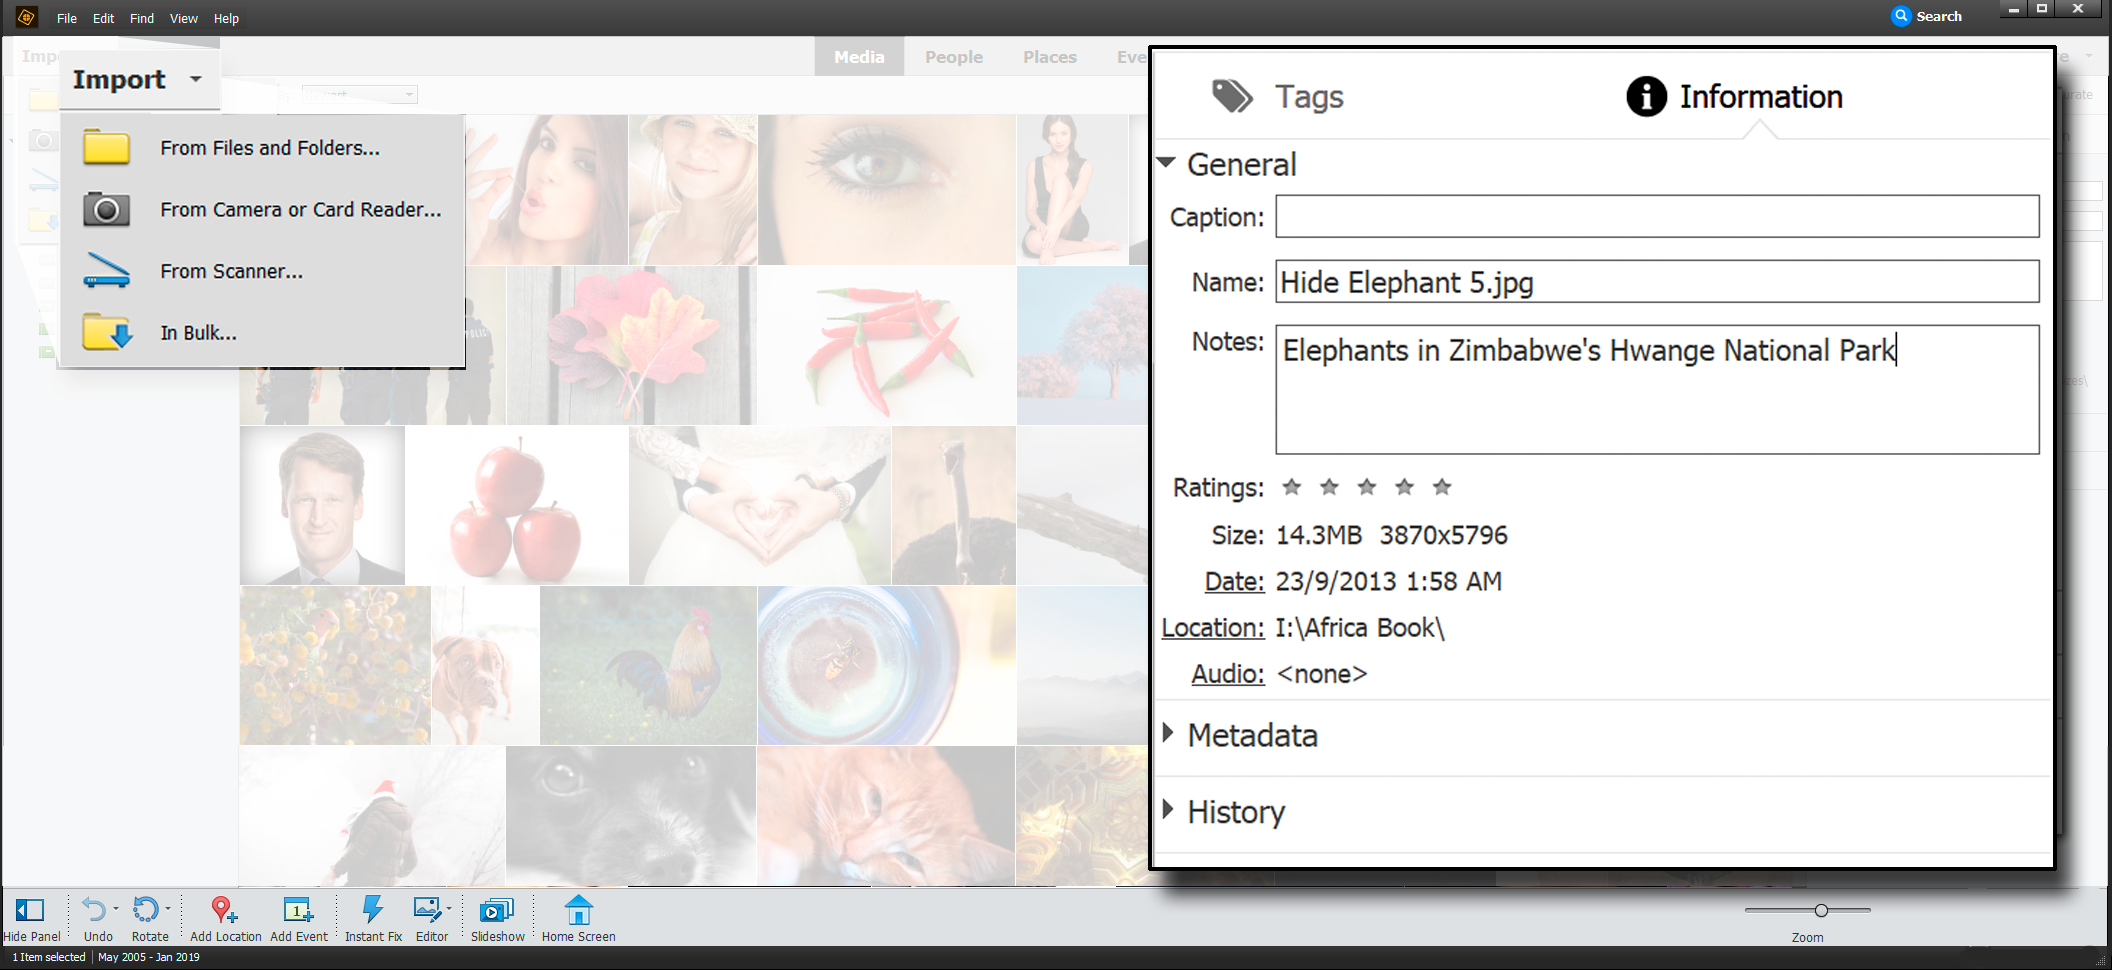 File Edit Find View Help
Search
Import
Media People Places Eve
Import
From Files and Folders...
From Camera or Card Reader...
From Scanner...
In Bulk...
Tags Information
General
Caption:
Name: Hide Elephant 5.jpg
Notes: Elephants in Zimbabwe's Hwange National Park
Ratings:
Size: 14.3MB 3870x5796
Date: 23/9/2013 1:58 AM
Location: I:\Africa Book\
Audio: <none>
Metadata
History
Hide Panel Undo Rotate Add Location Add Event Instant Fix Editor Slideshow Home Screen Zoom
1 Item selected May 2005 - Jan 2019